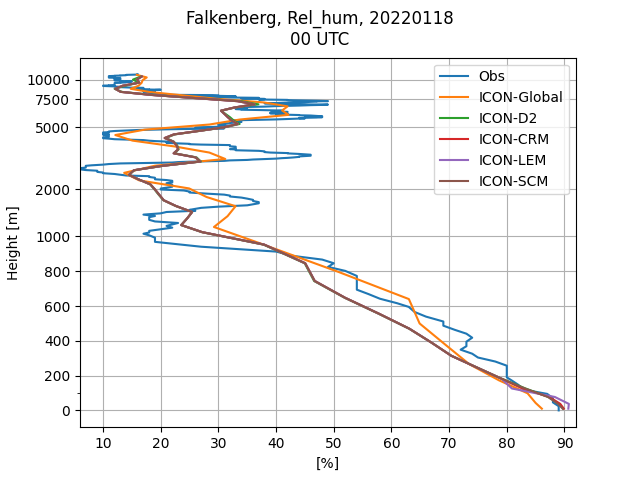 Falkenberg, Rel_hum, 20220118
00 UTC
Obs
ICON-Global
ICON-D2
ICON-CRM
ICON-LEM
ICON-SCM
10000
7500
5000
2000
1000
800
600
400
200
0
Height [m]
10 20 30 40 50 60 70 80 90
[%]